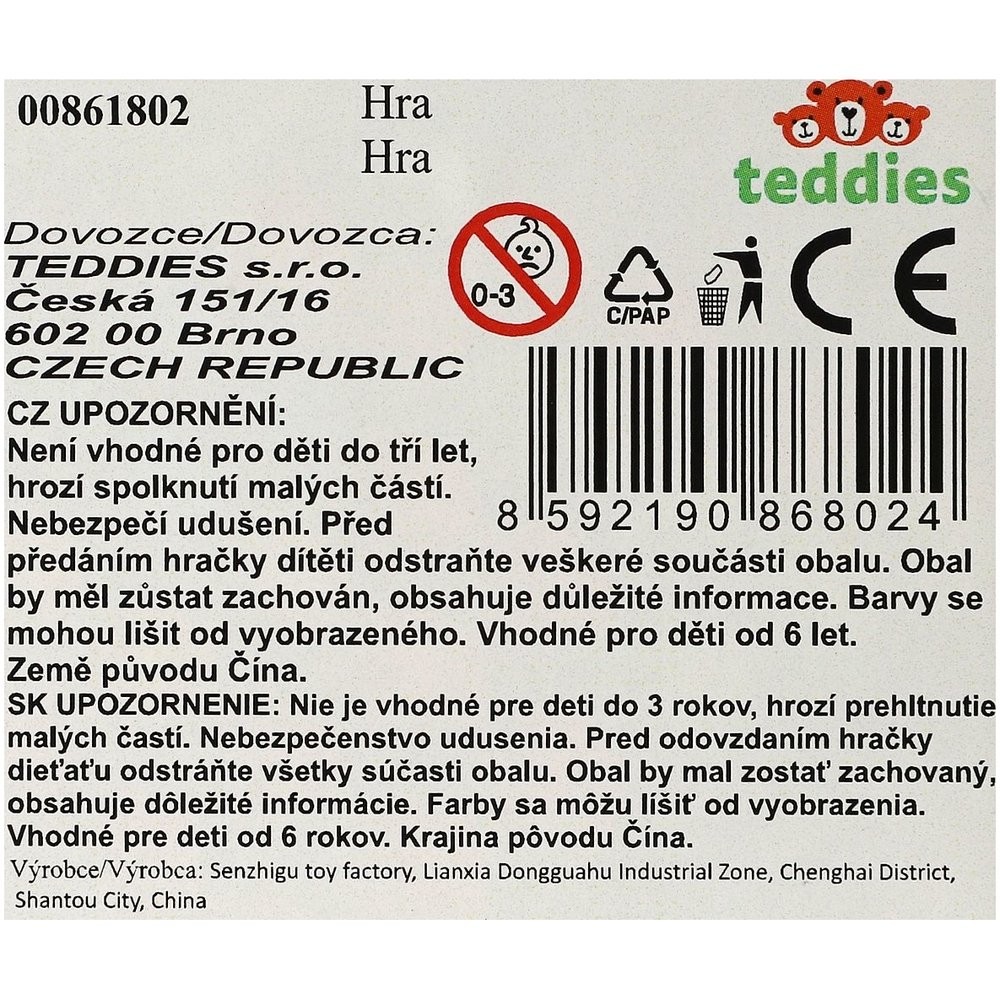 00861802
Hra
Hra
teddies
Dovozce/Dovozca:
TEDDIES s.r.o.
Česká 151/16
602 00 Brno
CZECH REPUBLIC
0-3
C/PAP
CE
8 592190 868024
CZ UPOZORNĚNÍ:
Není vhodné pro děti do tří let,
hrozí spolknutí malých částí.
Nebezpečí udušení. Před
předáním hračky dítěti odstraňte veškeré součásti obalu. Obal
by měl zůstat zachován, obsahuje důležité informace. Barvy se
mohou lišit od vyobrazeného. Vhodné pro děti od 6 let.
Země původu Čína.
SK UPOZORNENIE: Nie je vhodné pre deti do 3 rokov, hrozí prehltnutie
malých častí. Nebezpečenstvo udusenia. Pred odovzdaním hračky
dieťaťu odstráňte všetky súčasti obalu. Obal by mal zostať zachovaný,
obsahuje dôležité informácie. Farby sa môžu líšiť od vyobrazenia.
Vhodné pre deti od 6 rokov. Krajina pôvodu Čína.
Výrobce/Výrobca: Senzhigu toy factory, Lianxia Dongguahu Industrial Zone, Chenghai District,
Shantou City, China